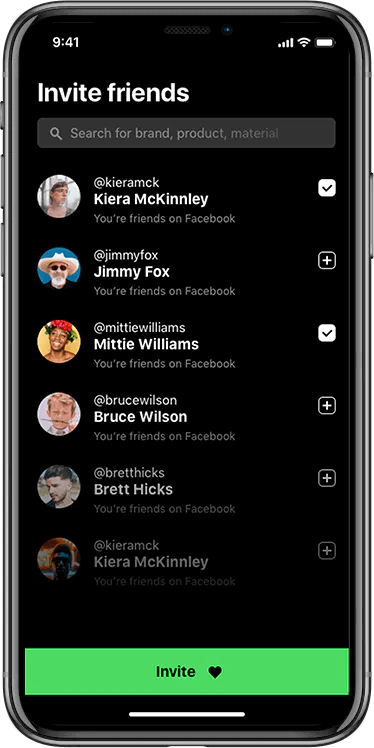 9:41
Invite friends
Search for brand, product, material
@kieramck
Kiera McKinnley
You're friends on Facebook
@jimmyfox
Jimmy Fox
You're friends on Facebook
@mittiewilliams
Mittie Williams
You're friends on Facebook
@brucewilson
Bruce Wilson
You're friends on Facebook
@bretthicks
Brett Hicks
You're friends on Facebook
@kieramck
Kiera McKinnley
You're friends on Facebook
Invite